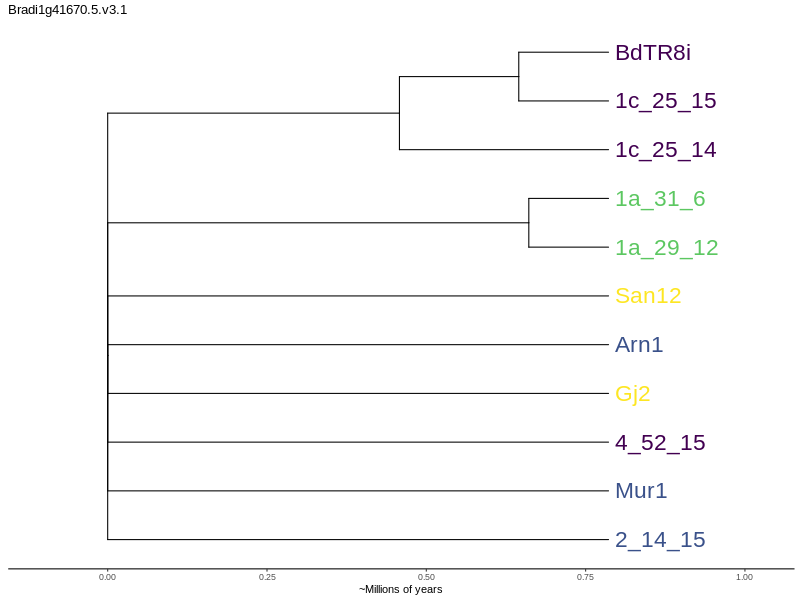 Bradi1g41670.5.v3.1
BdTR8i
1c_25_15
1c_25_14
1a_31_6
1a_29_12
San12
Arn1
Gj2
4_52_15
Mur1
2_14_15
0.00 0.25 0.50 0.75 1.00
~Millions of years